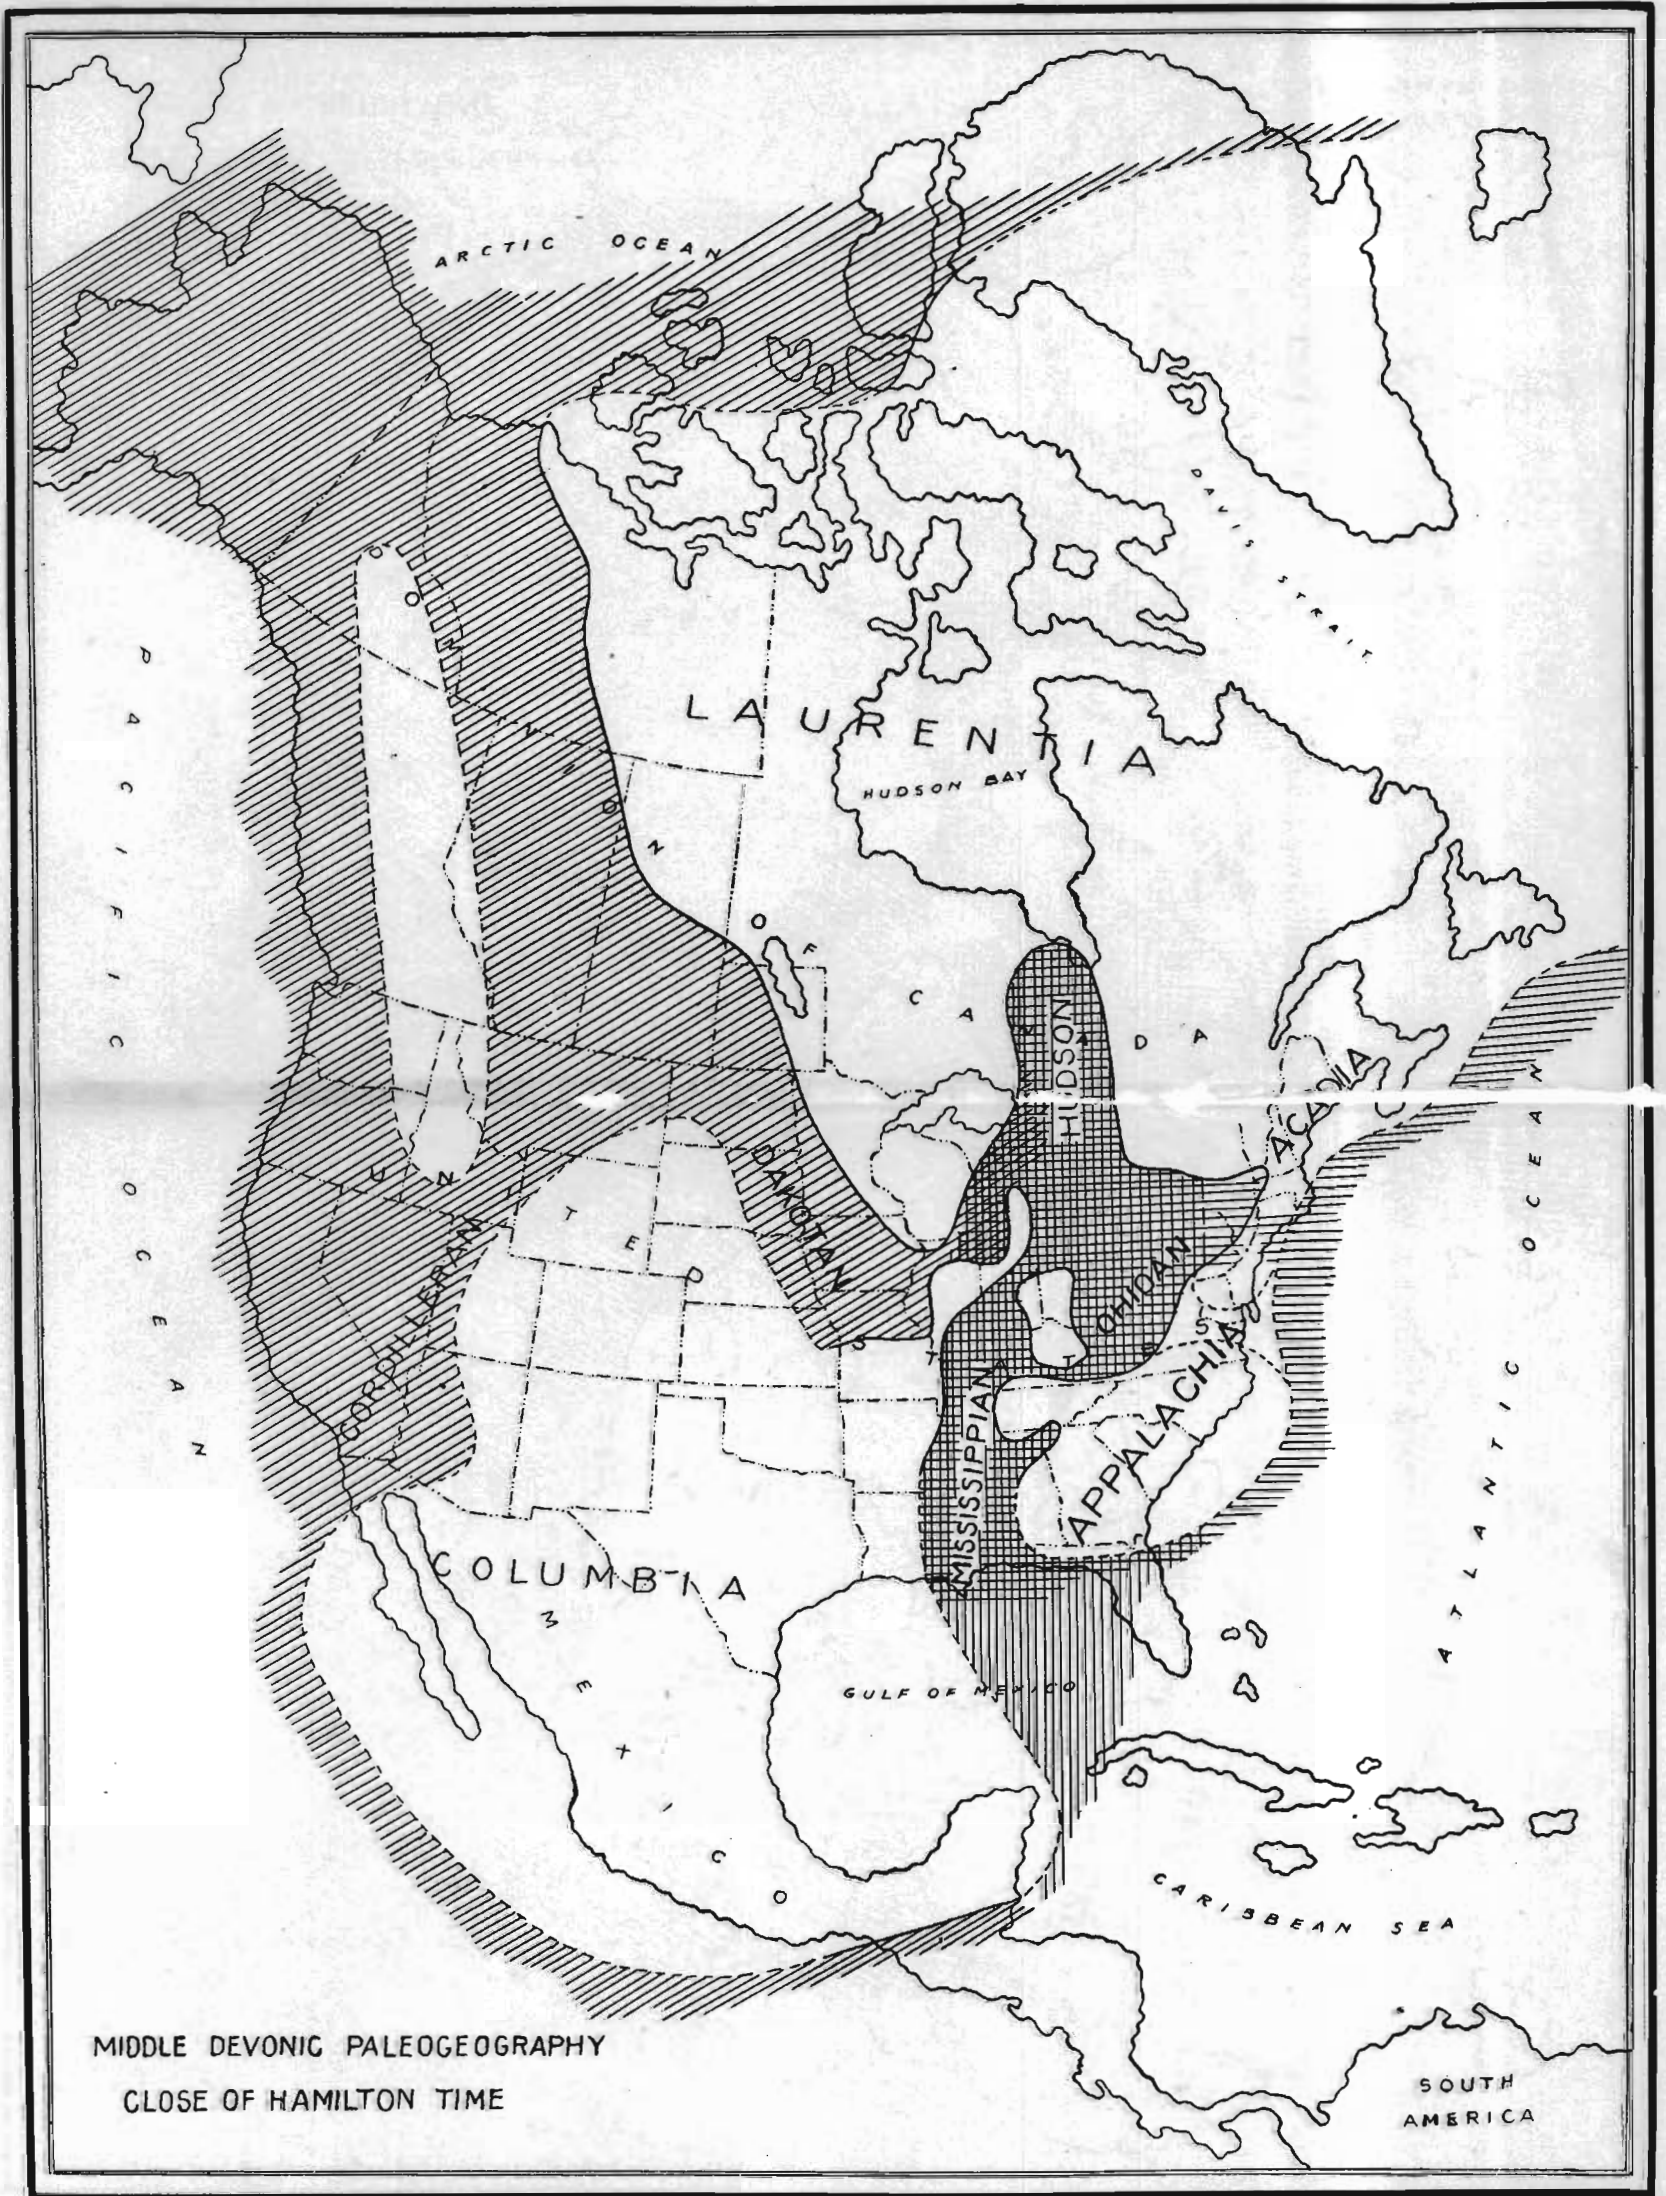 ARCTIC OCEAN
DAVIS STRAIT
DOMINION OF CANADA
LAURENTIA
HUDSON BAY
PACIFIC OCEAN
HUDSON
ACADIA
UNITED STATES
DAKOTAN
CORDILLERAN
OHIOAN
MISSISSIPPIAN
APPALACHIA
ATLANTIC OCEAN
COLUMBIA
MEXICO
GULF OF MEXICO
CARIBBEAN SEA
SOUTH
AMERICA
MIDDLE DEVONIC PALEOGEOGRAPHY
CLOSE OF HAMILTON TIME